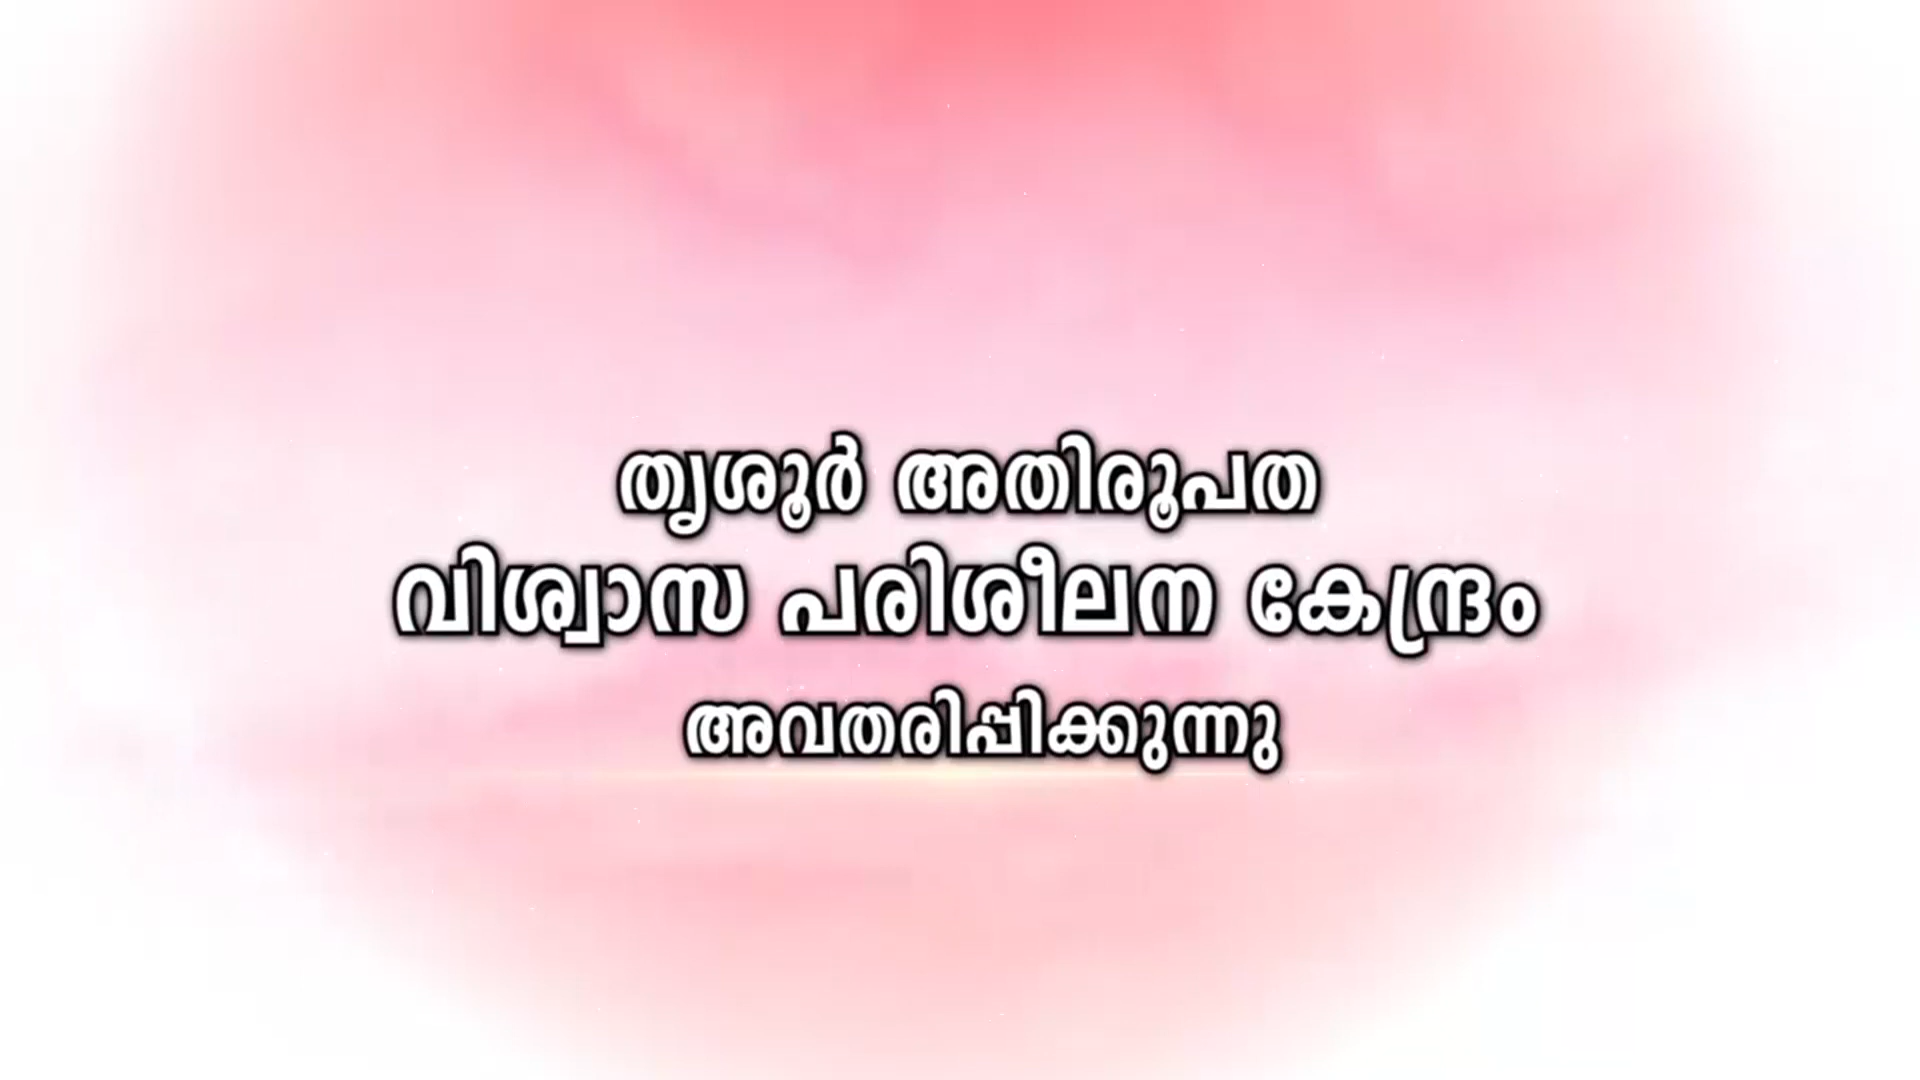 തൃശൂർ അതിരൂപത
വിശ്വാസ പരിശീലന കേന്ദ്രം
അവതരിപ്പിക്കുന്നു